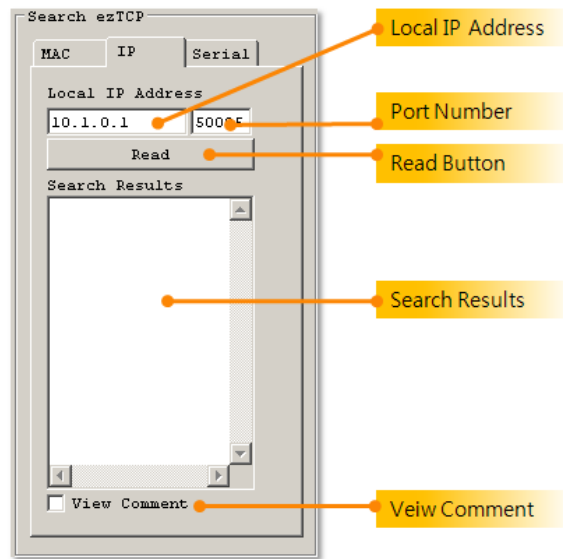 Search ezTCP
MAC IP Serial
Local IP Address
10.1.0.1
Read
Search Results
View Comment
Local IP Address
Port Number
Read Button
Search Results
Veiw Comment